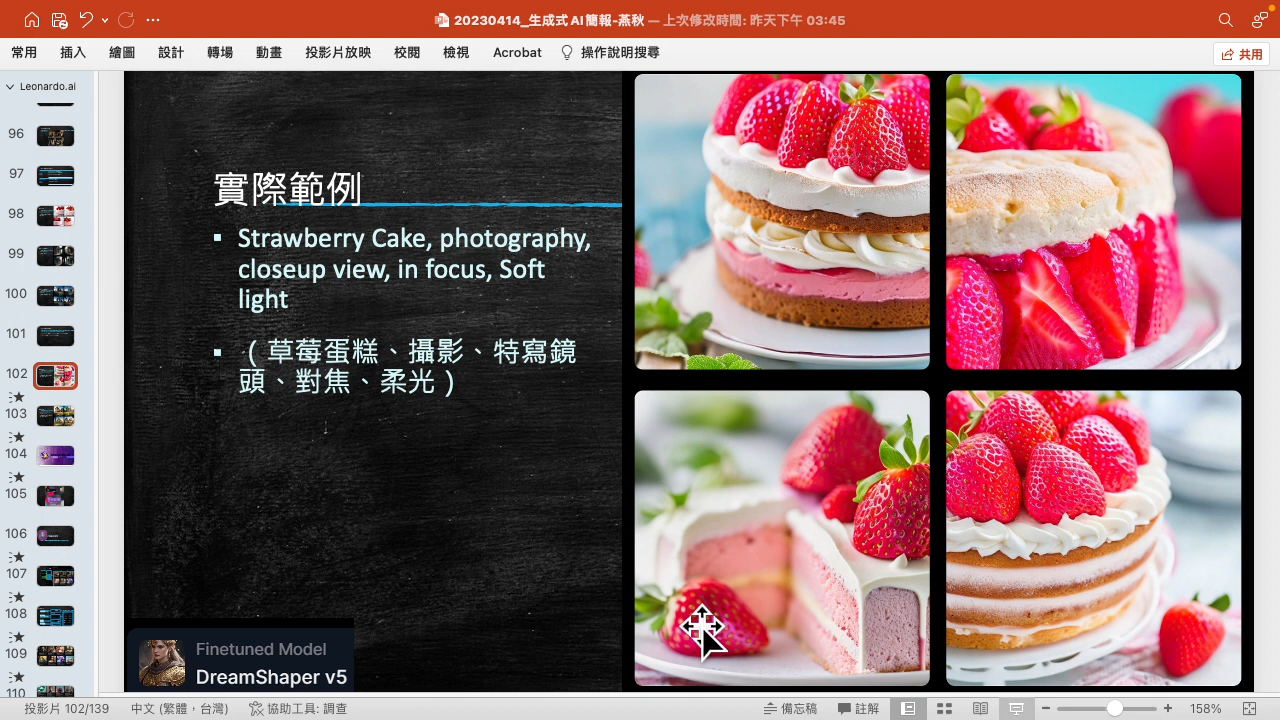 20230414_生成式 AI 簡報-燕秋 — 上次修改時間: 昨天下午 03:45
常用 插入 繪圖 設計 轉場 動畫 投影片放映 校閱 檢視 Acrobat 操作說明搜尋 共用
Leonardo.ai
96
97
98
99
100
101
102
103
104
105
106
107
108
109
110
實際範例
Strawberry Cake, photography,
closeup view, in focus, Soft
light
（草莓蛋糕、攝影、特寫鏡
頭、對焦、柔光）
Finetuned Model
DreamShaper v5
投影片 102/139 中文 (繁體，台灣) 協助工具: 調查 備忘稿 註解 158%